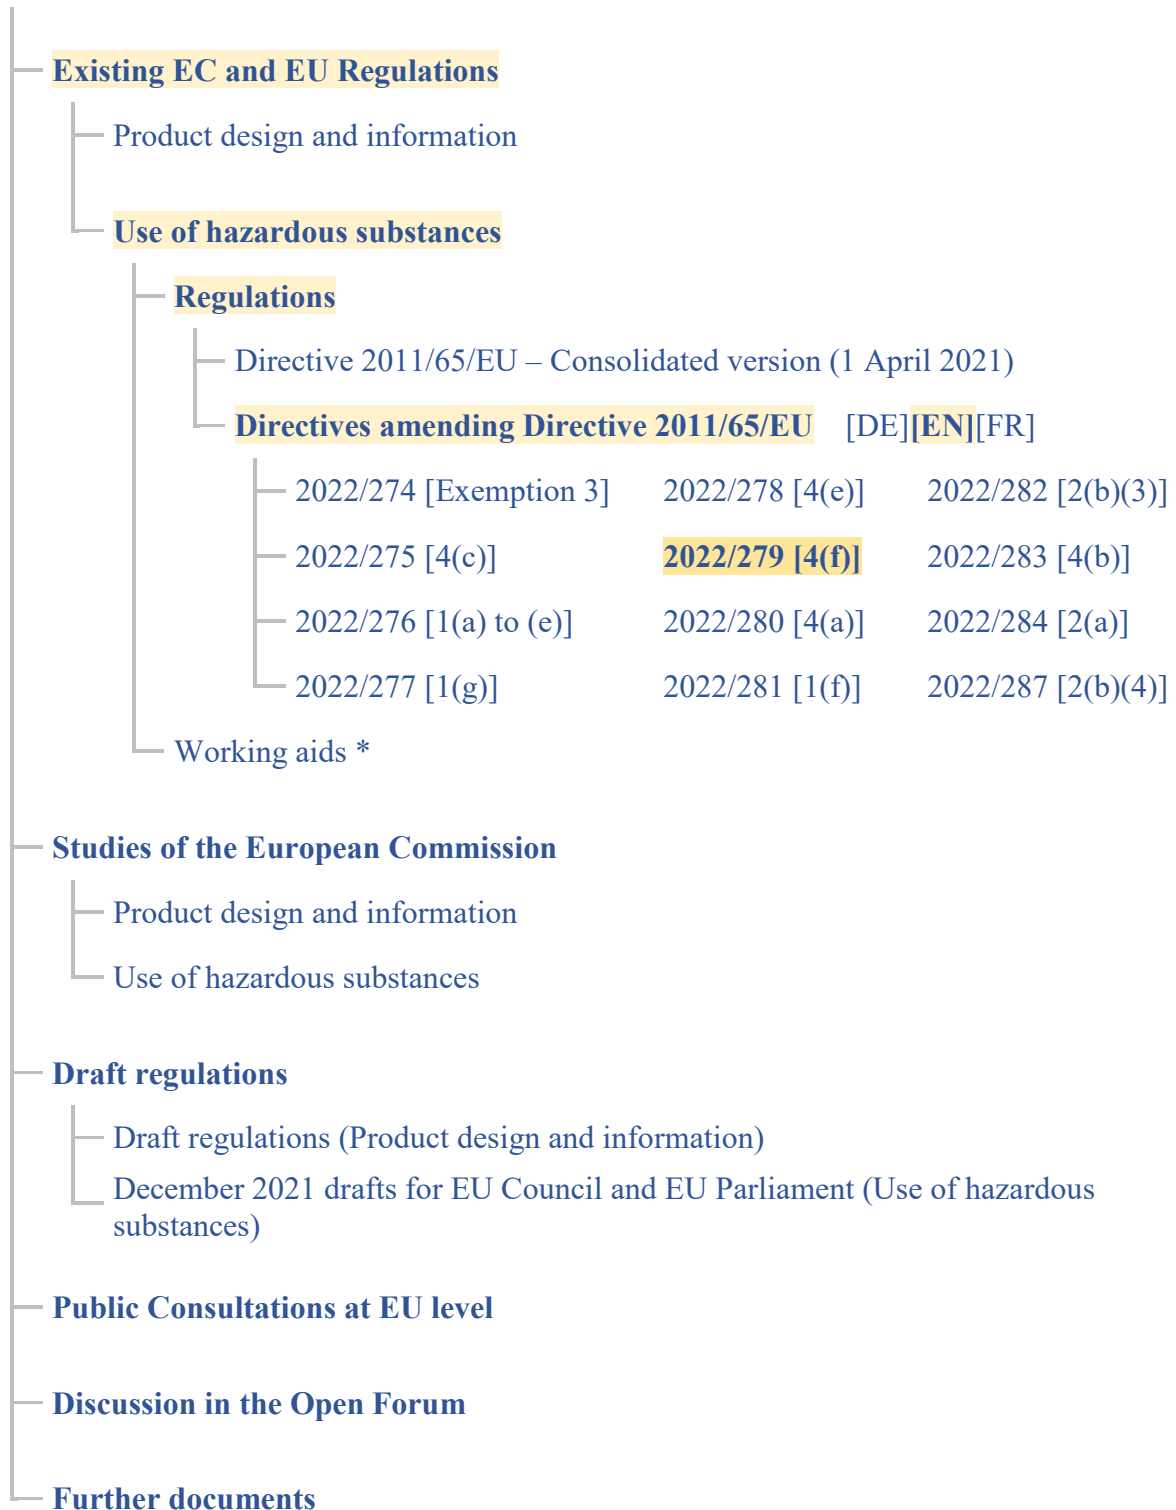 Existing EC and EU Regulations
Product design and information
Use of hazardous substances
Regulations
Directive 2011/65/EU – Consolidated version (1 April 2021)
Directives amending Directive 2011/65/EU [DE][EN][FR]
2022/274 [Exemption 3] 2022/278 [4(e)] 2022/282 [2(b)(3)]
2022/275 [4(c)] 2022/279 [4(f)] 2022/283 [4(b)]
2022/276 [1(a) to (e)] 2022/280 [4(a)] 2022/284 [2(a)]
2022/277 [1(g)] 2022/281 [1(f)] 2022/287 [2(b)(4)]
Working aids *
Studies of the European Commission
Product design and information
Use of hazardous substances
Draft regulations
Draft regulations (Product design and information)
December 2021 drafts for EU Council and EU Parliament (Use of hazardous
substances)
Public Consultations at EU level
Discussion in the Open Forum
Further documents